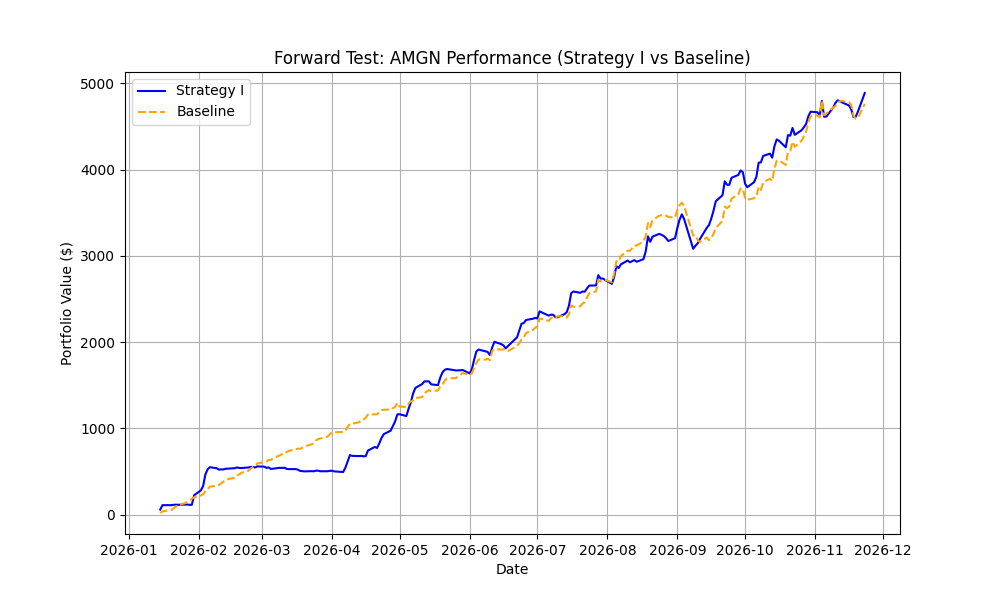 Forward Test: AMGN Performance (Strategy I vs Baseline)
Strategy I
Baseline
Portfolio Value ($)
5000
4000
3000
2000
1000
0
2026-01 2026-02 2026-03 2026-04 2026-05 2026-06 2026-07 2026-08 2026-09 2026-10 2026-11 2026-12
Date